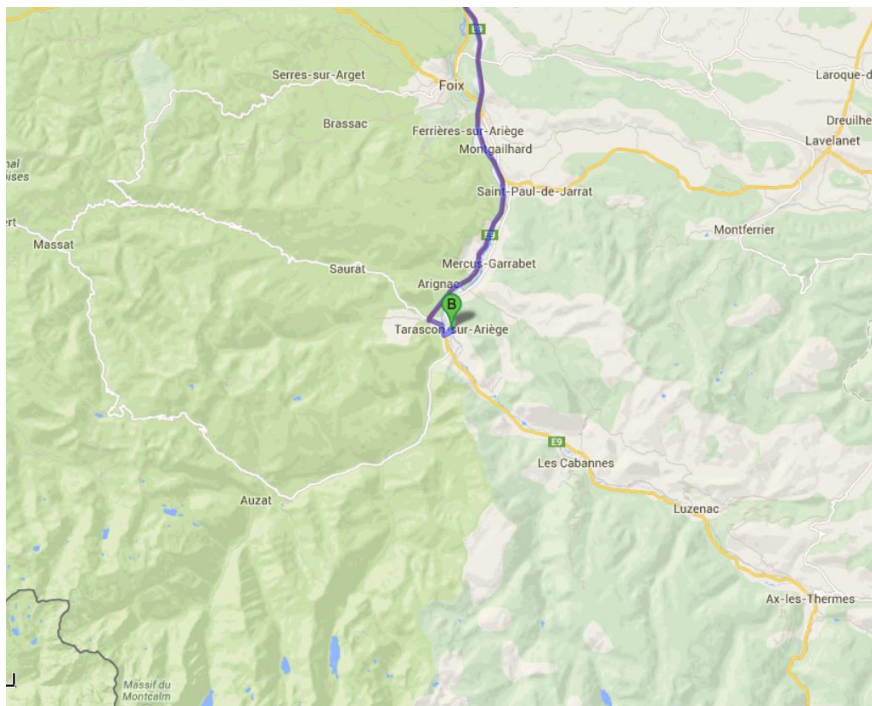 E9
Serres-sur-Arget
Foix
Laroque-d
Brassac
Ferrières-sur-Ariège
Dreuilhe
Lavelanet
Montgailhard
nal
oises
Saint-Paul-de-Jarrat
ert
Montferrier
Massat
E9
Mercus-Garrabet
Saurat
Arignac
B
Tarascon-sur-Ariège
E9
Les Cabannes
Auzat
Luzenac
Ax-les-Thermes
Massif du
Montcalm